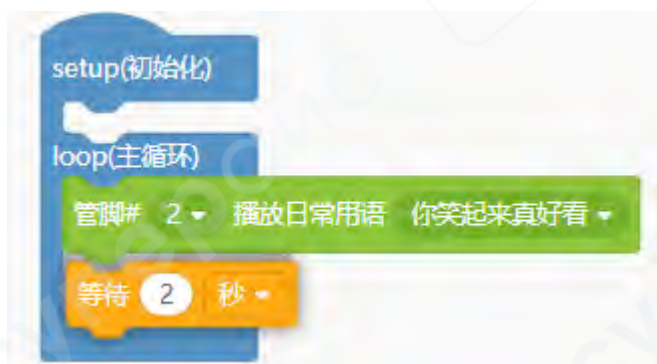 setup(初始化)
loop(主循环)
管脚# 2 播放日常用语 你笑起来真好看
等待 2 秒